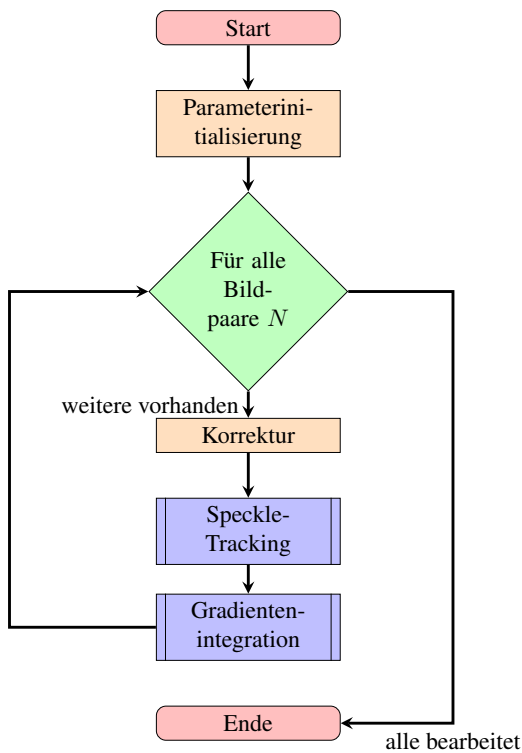 Start
Parameterini-
tialisierung
Für alle
Bild-
paare N
weitere vorhanden
Korrektur
Speckle-
Tracking
Gradienten-
integration
Ende
alle bearbeitet